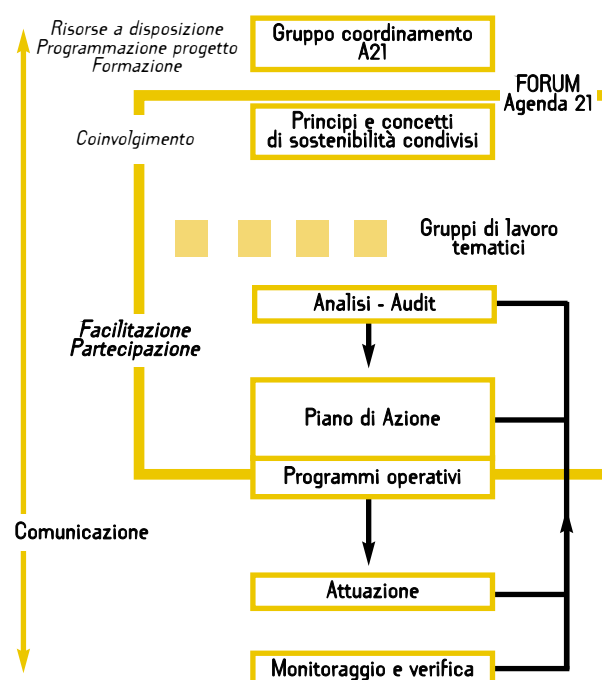 Risorse a disposizione
Programmazione progetto
Formazione
Gruppo coordinamento
A21
FORUM
Agenda 21
Coinvolgimento
Principi e concetti
di sostenibilità condivisi
Gruppi di lavoro
tematici
Analisi - Audit
Facilitazione
Partecipazione
Piano di Azione
Programmi operativi
Comunicazione
Attuazione
Monitoraggio e verifica